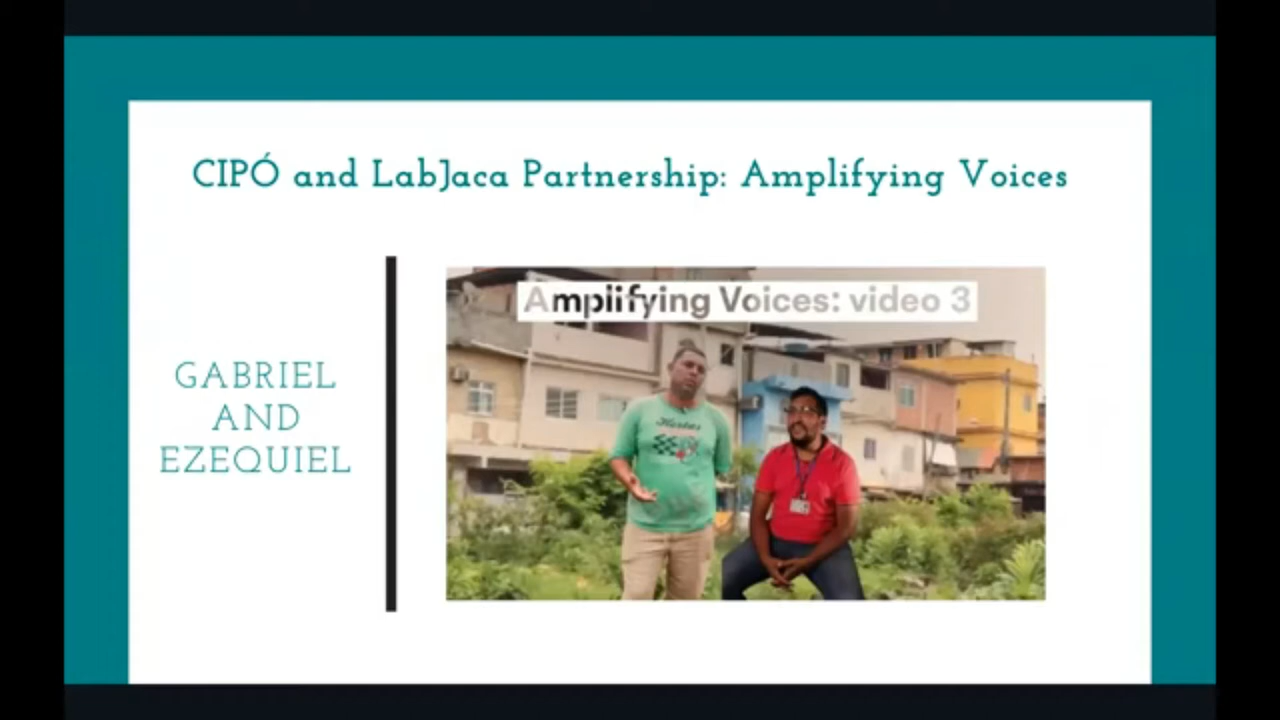 CIPÓ and LabJaca Partnership: Amplifying Voices
GABRIEL
AND
EZEQUIEL
Amplifying Voices: video 3